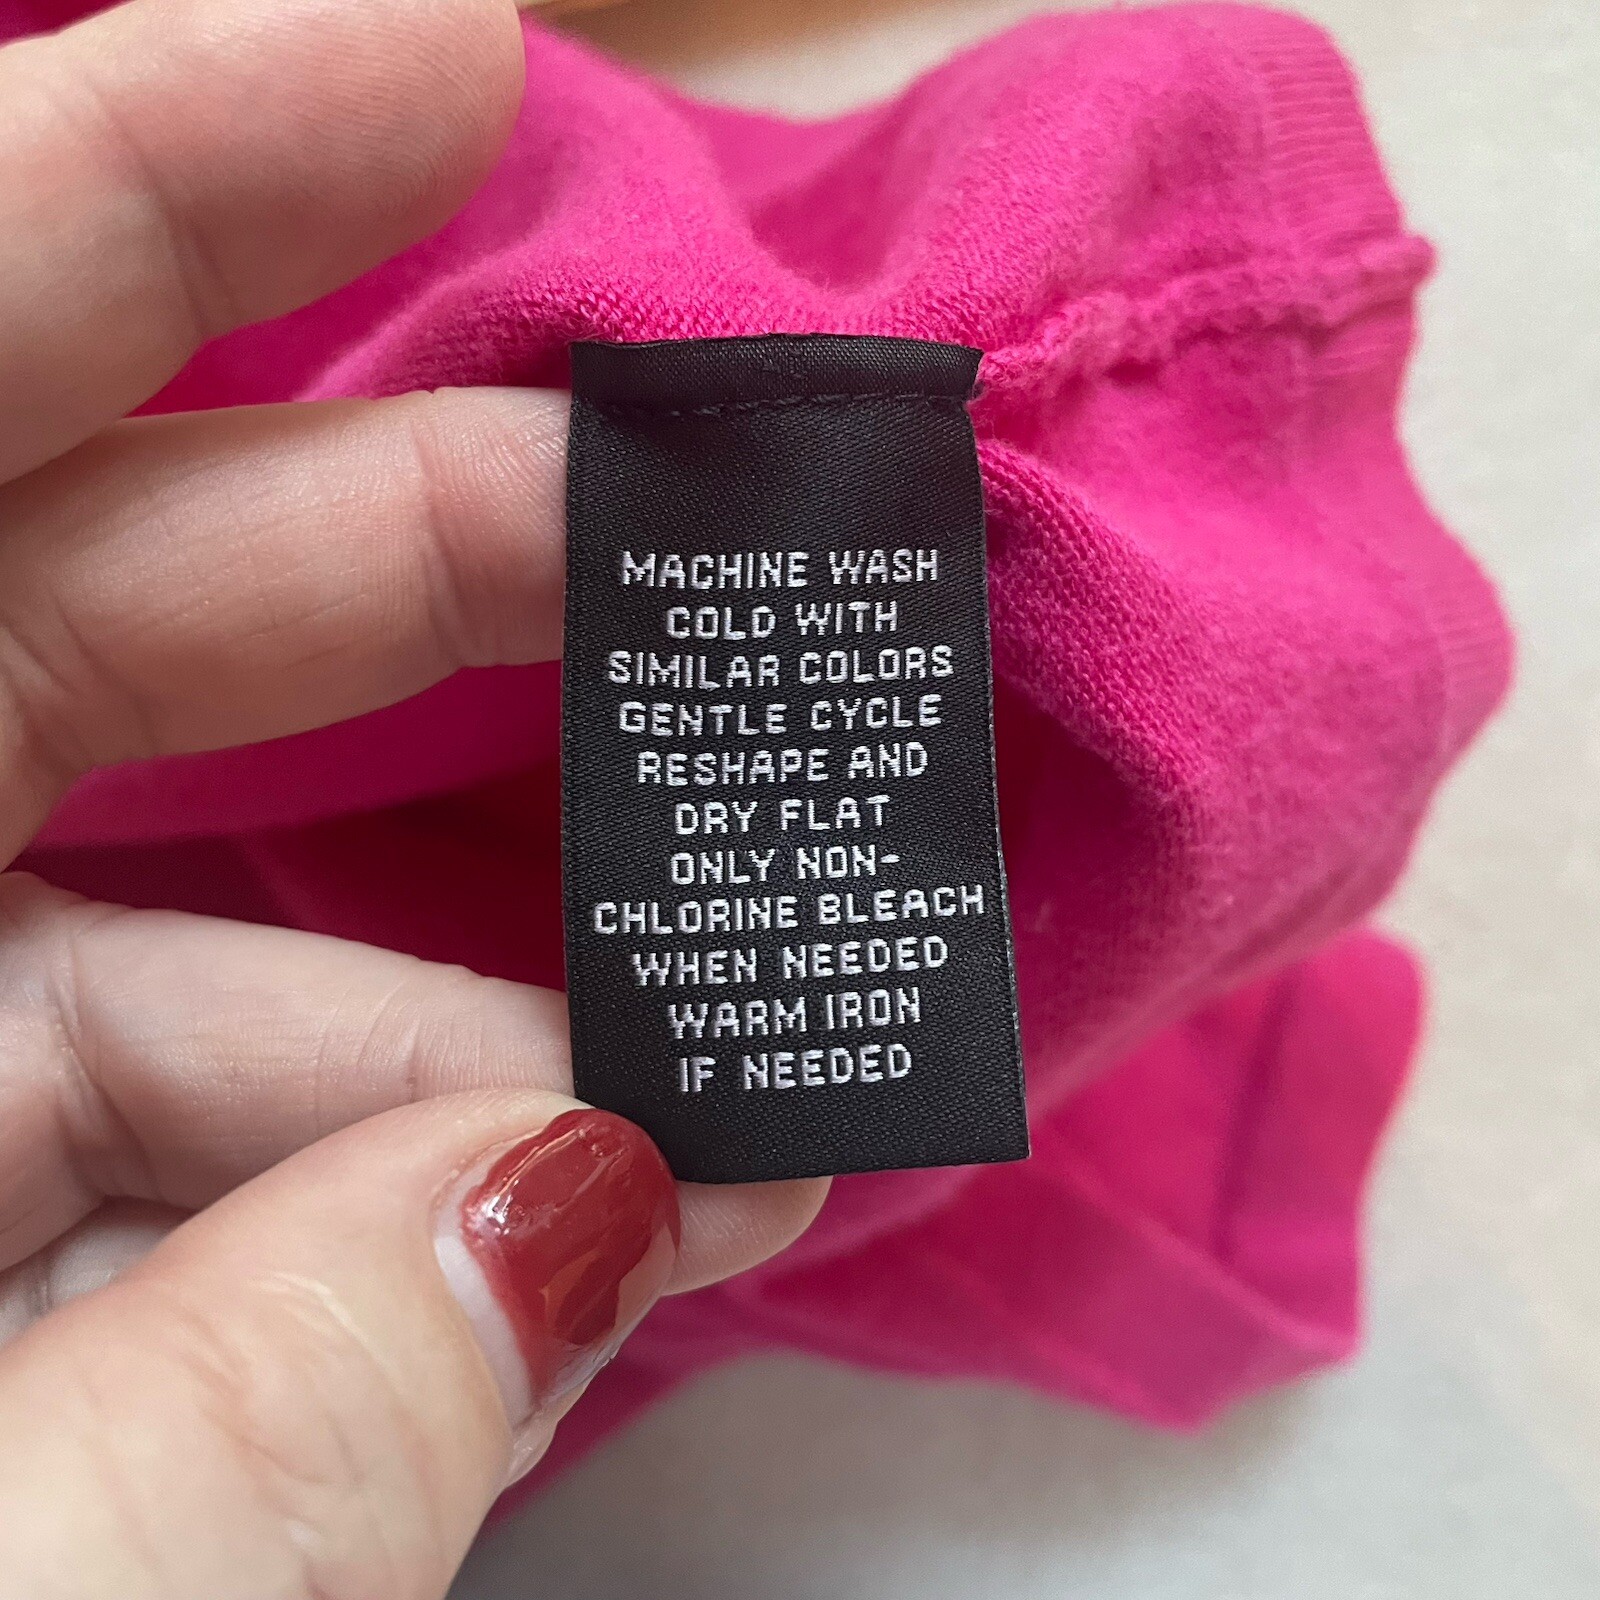 MACHINE WASH
COLD WITH
SIMILAR COLORS
GENTLE CYCLE
RESHAPE AND
DRY FLAT
ONLY NON-
CHLORINE BLEACH
WHEN NEEDED
WARM IRON
IF NEEDED